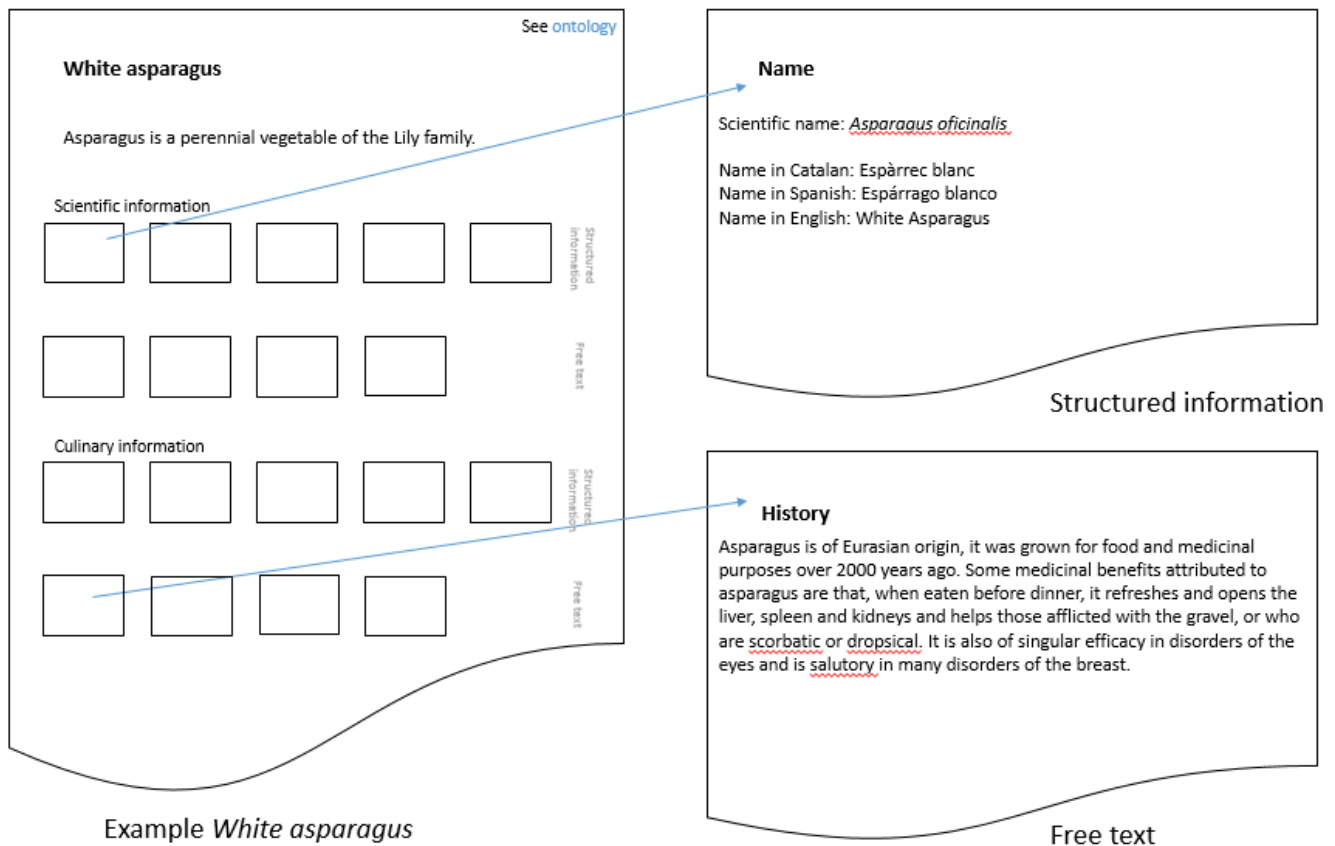 See ontology
White asparagus
Asparagus is a perennial vegetable of the Lily family.
Scientific information
Structured
information
Free text
Culinary information
Structured
information
Free text
Example White asparagus
Name
Scientific name: Asparagus oficinalis
Name in Catalan: Espàrrec blanc
Name in Spanish: Espárrago blanco
Name in English: White Asparagus
Structured information
History
Asparagus is of Eurasian origin, it was grown for food and medicinal
purposes over 2000 years ago. Some medicinal benefits attributed to
asparagus are that, when eaten before dinner, it refreshes and opens the
liver, spleen and kidneys and helps those afflicted with the gravel, or who
are scorbatic or dropsical. It is also of singular efficacy in disorders of the
eyes and is salutory in many disorders of the breast.
Free text